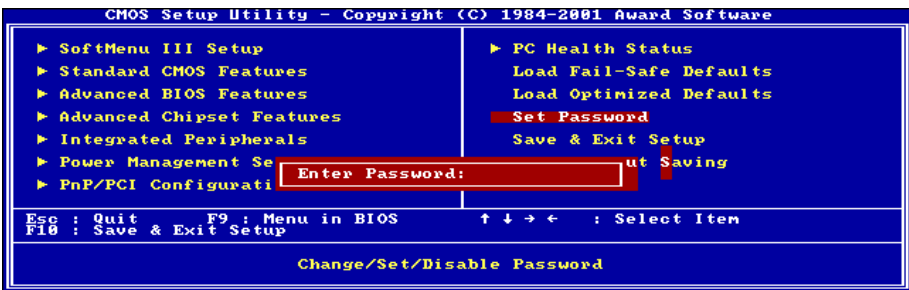 CMOS Setup Utility - Copyright (C) 1984-2001 Award Software
► SoftMenu III Setup
► Standard CMOS Features
► Advanced BIOS Features
► Advanced Chipset Features
► Integrated Peripherals
► Power Management Se
► PnP/PCI Configurati
► PC Health Status
Load Fail-Safe Defaults
Load Optimized Defaults
Set Password
Save & Exit Setup
ut Saving
Enter Password:
Esc : Quit F9 : Menu in BIOS ↑ ↓ → ← : Select Item
F10 : Save & Exit Setup
Change/Set/Disable Password